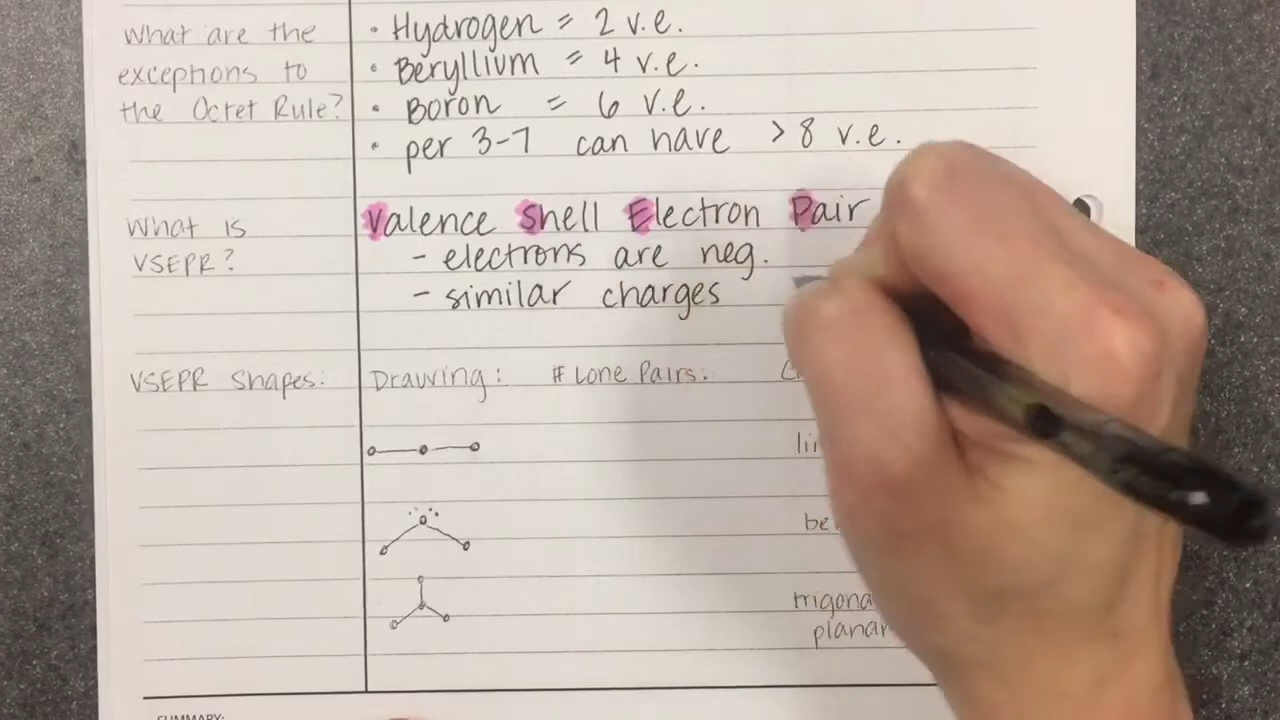 What are the
exceptions to
the Octet Rule?
• Hydrogen = 2 v.e.
• Beryllium = 4 v.e.
• Boron = 6 v.e.
• per 3-7 can have > 8 v.e.
What is
VSEPR?
Valence Shell Electron Pair
- electrons are neg.
- similar charges
VSEPR Shapes: Drawing: # Lone Pairs:
planar
SUMMARY: